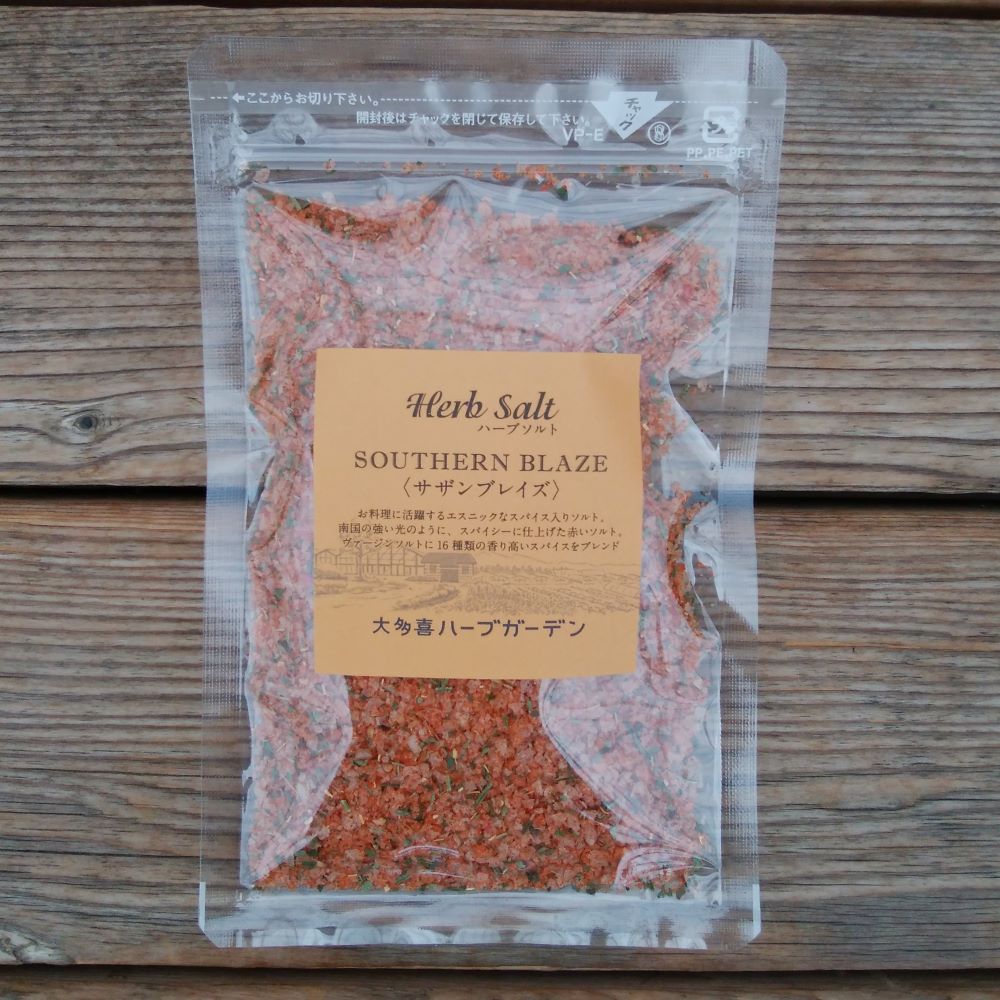 ←ここからお切り下さい。
開封後はチャックを閉じて保存して下さい。
チャック
VP-E
PP,PE,PET
Herb Salt
ハーブソルト
SOUTHERN BLAZE
〈サザンブレイズ〉
お料理に活躍するエスニックなスパイス入りソルト。
南国の強い光のように、スパイシーに仕上げた赤いソルト。
ヴァージンソルトに16種類の香り高いスパイスをブレンド
大多喜ハーブガーデン